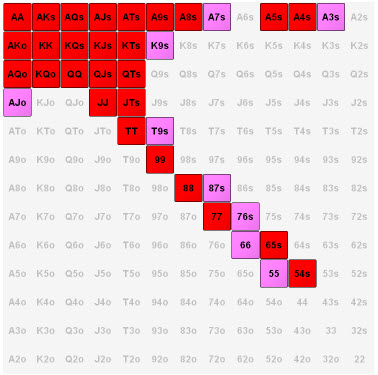 AA AKs AQs AJs ATs A9s A8s A7s A6s A5s A4s A3s A2s
AKo KK KQs KJs KTs K9s K8s K7s K6s K5s K4s K3s K2s
AQo KQo QQ QJs QTs Q9s Q8s Q7s Q6s Q5s Q4s Q3s Q2s
AJo KJo QJo JJ JTs J9s J8s J7s J6s J5s J4s J3s J2s
ATo KTo QTo JTo TT T9s T8s T7s T6s T5s T4s T3s T2s
A9o K9o Q9o J9o T9o 99 98s 97s 96s 95s 94s 93s 92s
A8o K8o Q8o J8o T8o 98o 88 87s 86s 85s 84s 83s 82s
A7o K7o Q7o J7o T7o 97o 87o 77 76s 75s 74s 73s 72s
A6o K6o Q6o J6o T6o 96o 86o 76o 66 65s 64s 63s 62s
A5o K5o Q5o J5o T5o 95o 85o 75o 65o 55 54s 53s 52s
A4o K4o Q4o J4o T4o 94o 84o 74o 64o 54o 44 43s 42s
A3o K3o Q3o J3o T3o 93o 83o 73o 63o 53o 43o 33 32s
A2o K2o Q2o J2o T2o 92o 82o 72o 62o 52o 42o 32o 22